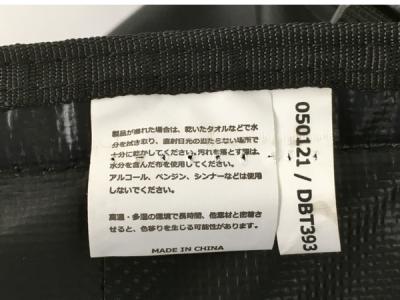 製品が濡れた場合は、乾いたタオルなどで水
分を拭き取り、直射日光の当たらない場所で
十分に乾かしてください。汚れを落とす際は、
水分を含んだ布を使用してください。
アルコール、ベンジン、シンナーなどは使用
しないでください。
高温・多湿の環境で長時間、他素材と密着さ
せると、色移りを生じる可能性があります。
MADE IN CHINA
050121 / DBT393